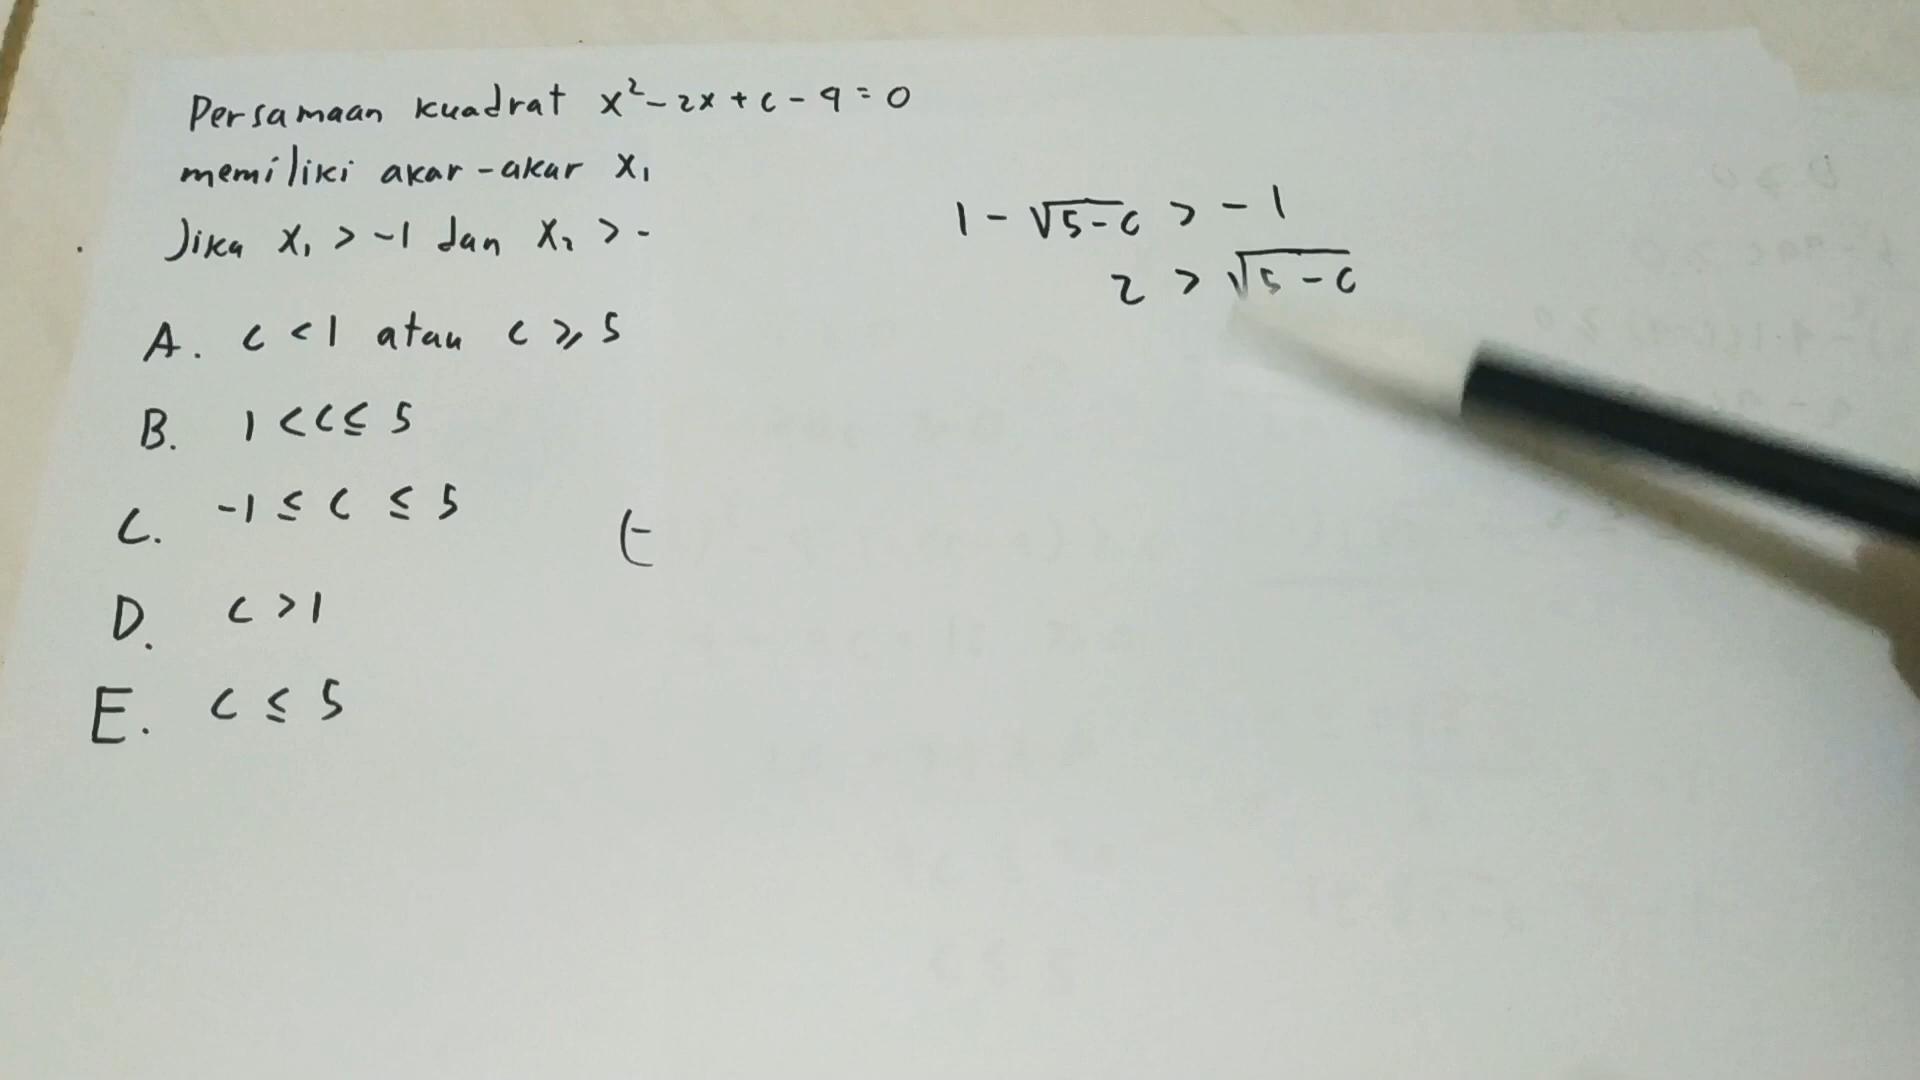 Persamaan kuadrat x² - 2x + c - 4 = 0
memiliki akar-akar x₁
Jika x₁ > -1 dan x₂ > -
A. c < 1 atau c ≥ 5
B. 1 < c ≤ 5
C. -1 ≤ c ≤ 5
D. c > 1
E. c ≤ 5
1 - √5-c > -1
2 > √5-c